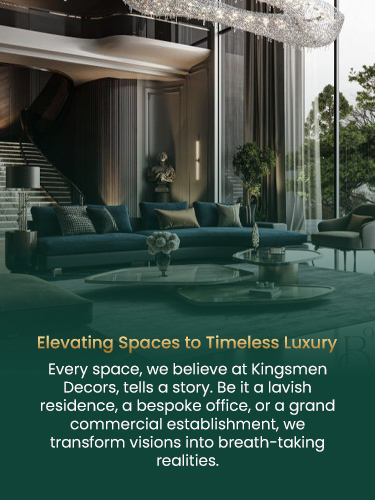 Elevating Spaces to Timeless Luxury
Every space, we believe at Kingsmen
Decors, tells a story. Be it a lavish
residence, a bespoke office, or a grand
commercial establishment, we
transform visions into breath-taking
realities.